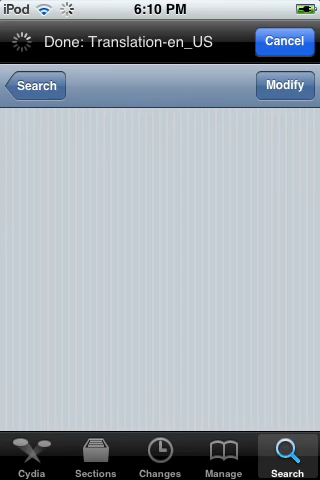 iPod 6:10 PM
Done: Translation-en_US Cancel
Search Modify
Cydia Sections Changes Manage Search